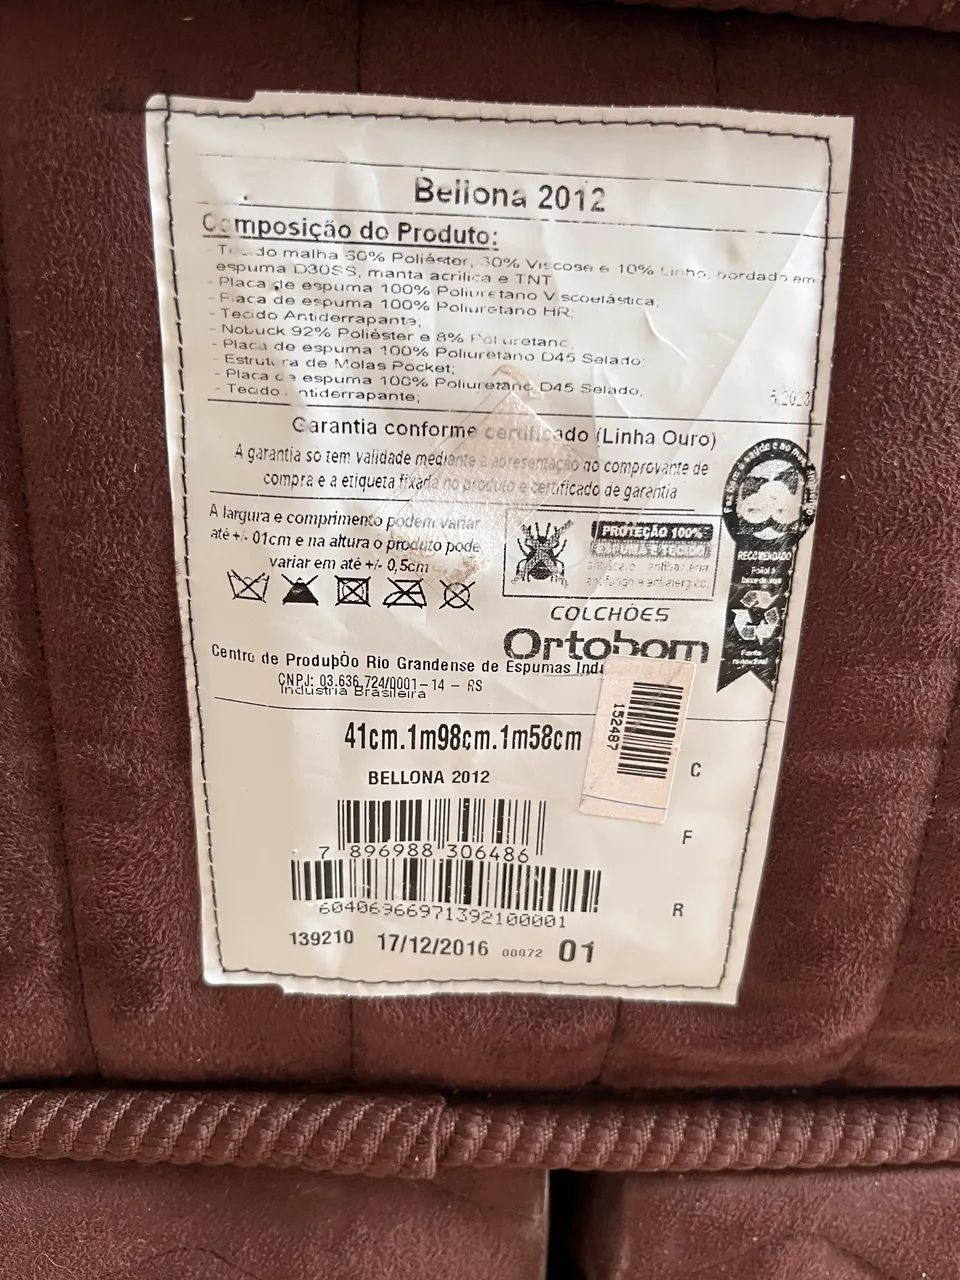 Bellona 2012
Composição do Produto:
- Tecido malha 60% Poliéster, 30% Viscose e 10% Linho, bordado em
espuma D30SS, manta acrílica e TNT
- Placa de espuma 100% Poliuretano Viscoelástica;
- Placa de espuma 100% Poliuretano HR;
- Tecido Antiderrapante;
- Nobuck 92% Poliéster e 8% Poliuretano;
- Placa de espuma 100% Poliuretano D45 Selado;
- Estrutura de Molas Pocket;
- Placa de espuma 100% Poliuretano D45 Selado,
- Tecido Antiderrapante;
Garantia conforme certificado (Linha Ouro)
A garantia só tem validade mediante a apresentação do comprovante de
compra e a etiqueta fixada no produto e certificado de garantia
A largura e comprimento podem variar
até +/- 01cm e na altura o produto pode
variar em até +/- 0,5cm
PROTEÇÃO 100%
ESPUMA E TECIDO
RECOMENDADO
COLCHÕES
Ortobom
Centro de ProduþÒo Rio Grandense de Espumas
CNPJ: 03.636.724/0001-14 - RS
Indústria Brasileira
41cm.1m98cm.1m58cm
152487
C
BELLONA 2012
F
7 896988 306486
R
60406966971392100001
139210 17/12/2016 00072 01